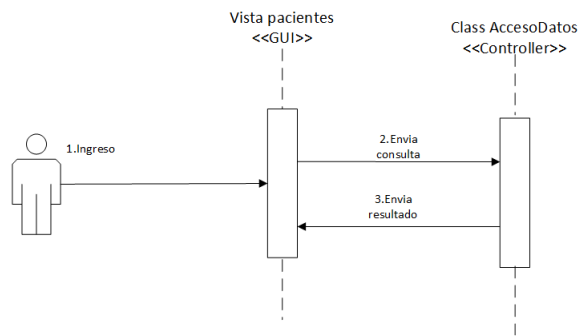 Vista pacientes
<<GUI>>
Class AccesoDatos
<<Controller>>
1.Ingreso
2.Envia
consulta
3.Envia
resultado